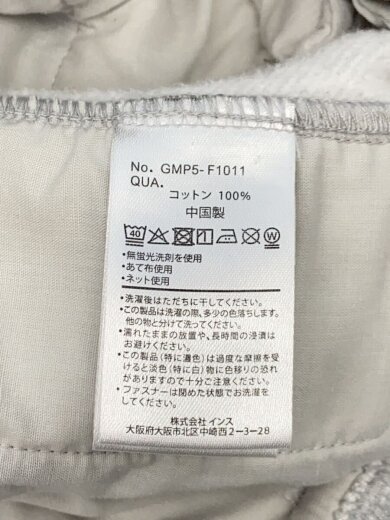 No. GMP5-F1011
QUA.
コットン 100%
中国製
40
W
・無蛍光洗剤を使用
・あて布使用
・ネット使用
・洗濯後はただちに干してください。
・この製品は洗濯の際、多少の色落ちします。
他の物と分けて洗ってください。
・濡れたままの放置や、長時間の浸漬は
お避けください。
・この製品（特に濃色）は過度な摩擦を受
けると淡色（特に白）物に色移りの恐れ
がありますので十分ご注意ください。
・ファスナーは閉めた状態でお洗濯を
してください。
株式会社 インス
大阪府大阪市北区中崎西2-3-28